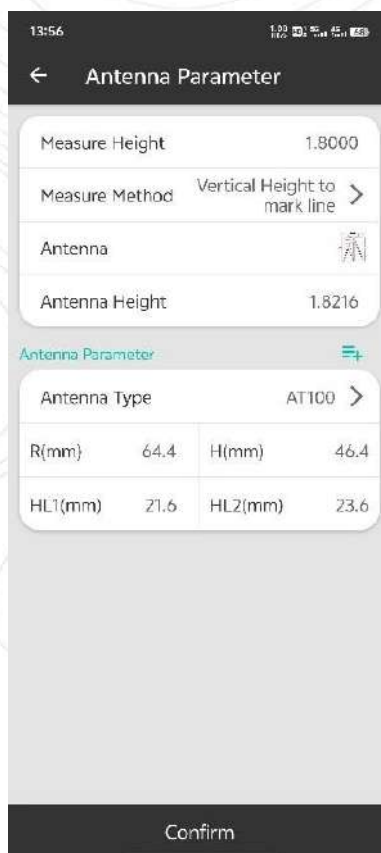 13:56
← Antenna Parameter
Measure Height 1.8000
Measure Method Vertical Height to
mark line >
Antenna
Antenna Height 1.8216
Antenna Parameter
Antenna Type AT100 >
R(mm) 64.4 H(mm) 46.4
HL1(mm) 21.6 HL2(mm) 23.6
Confirm